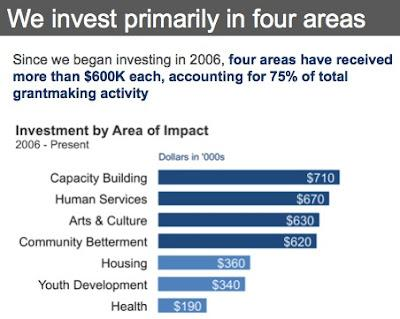 We invest primarily in four areas
Since we began investing in 2006, four areas have received
more than $600K each, accounting for 75% of total
grantmaking activity
Investment by Area of Impact
2006 - Present
Dollars in '000s
Capacity Building $710
Human Services $670
Arts & Culture $630
Community Betterment $620
Housing $360
Youth Development $340
Health $190